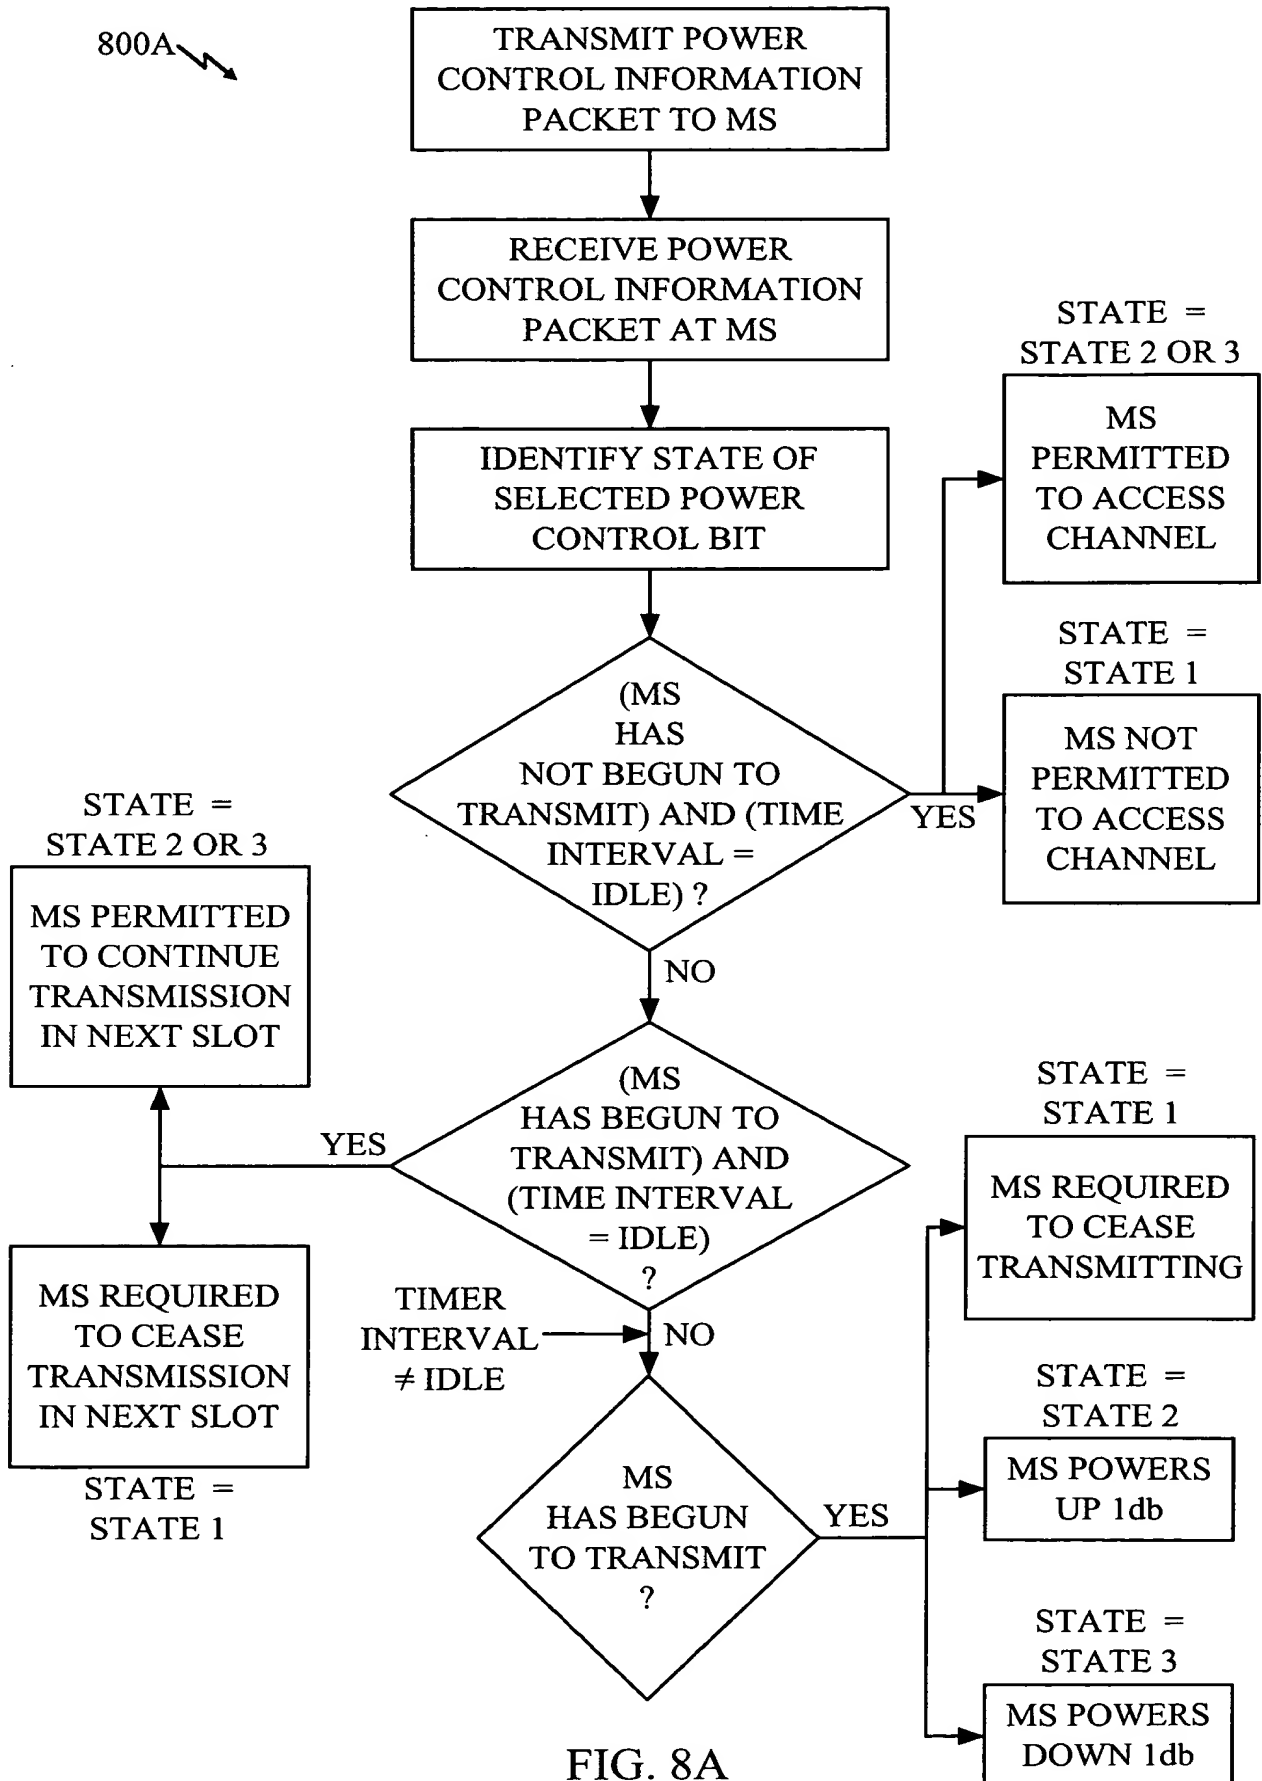 800A
TRANSMIT POWER
CONTROL INFORMATION
PACKET TO MS
RECEIVE POWER
CONTROL INFORMATION
PACKET AT MS
IDENTIFY STATE OF
SELECTED POWER
CONTROL BIT
STATE =
STATE 2 OR 3
MS
PERMITTED
TO ACCESS
CHANNEL
STATE =
STATE 1
MS NOT
PERMITTED
TO ACCESS
CHANNEL
(MS
HAS
NOT BEGUN TO
TRANSMIT) AND (TIME
INTERVAL =
IDLE) ?
YES
NO
STATE =
STATE 2 OR 3
MS PERMITTED
TO CONTINUE
TRANSMISSION
IN NEXT SLOT
(MS
HAS BEGUN TO
TRANSMIT) AND
(TIME INTERVAL
= IDLE)
?
YES
MS REQUIRED
TO CEASE
TRANSMISSION
IN NEXT SLOT
STATE =
STATE 1
TIMER
INTERVAL
≠ IDLE
NO
MS
HAS BEGUN
TO TRANSMIT
?
YES
STATE =
STATE 1
MS REQUIRED
TO CEASE
TRANSMITTING
STATE =
STATE 2
MS POWERS
UP 1db
STATE =
STATE 3
MS POWERS
DOWN 1db
FIG. 8A